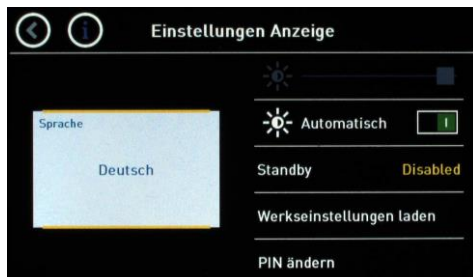 Einstellungen Anzeige
Sprache
Deutsch
Automatisch
Standby Disabled
Werkseinstellungen laden
PIN ändern